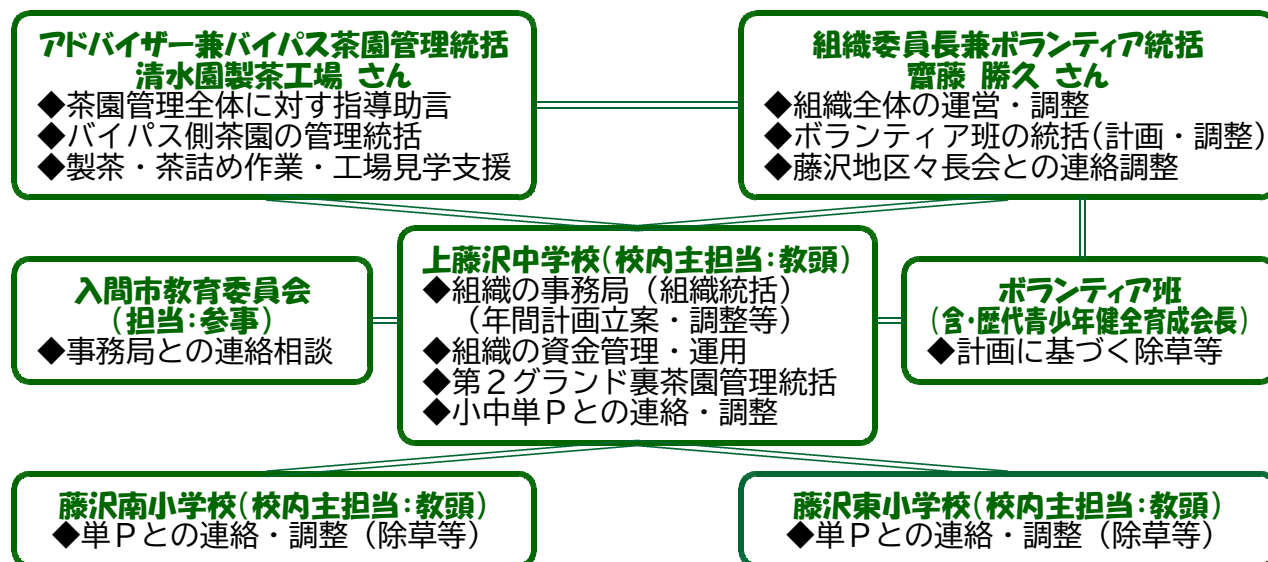 アドバイザー兼バイパス茶園管理統括
清水園製茶工場 さん
◆茶園管理全体に対す指導助言
◆バイパス側茶園の管理統括
◆製茶・茶詰め作業・工場見学支援
組織委員長兼ボランティア統括
齊藤 勝久 さん
◆組織全体の運営・調整
◆ボランティア班の統括(計画・調整)
◆藤沢地区々長会との連絡調整
入間市教育委員会
(担当:参事)
◆事務局との連絡相談
上藤沢中学校(校内主担当:教頭)
◆組織の事務局（組織統括）
（年間計画立案・調整等）
◆組織の資金管理・運用
◆第２グランド裏茶園管理統括
◆小中単Ｐとの連絡・調整
ボランティア班
(含・歴代青少年健全育成会長)
◆計画に基づく除草等
藤沢南小学校(校内主担当:教頭)
◆単Ｐとの連絡・調整（除草等）
藤沢東小学校(校内主担当:教頭)
◆単Ｐとの連絡・調整（除草等）